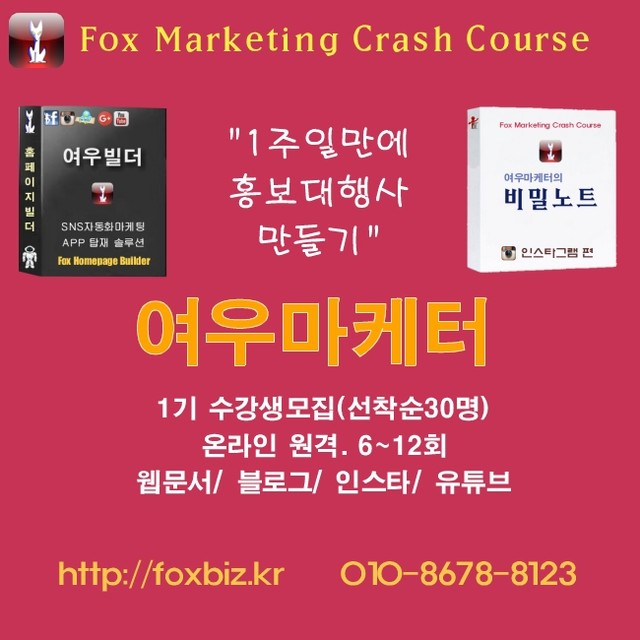 Fox Marketing Crash Course
홈페이지빌더
여우빌더
SNS자동화마케팅
APP 탑재 솔루션
Fox Homepage Builder
"1주일만에
홍보대행사
만들기"
Fox Marketing Crash Course
여우마케터의
비밀노트
인스타그램 편
여우마케터
1기 수강생모집(선착순30명)
온라인 원격. 6~12회
웹문서/ 블로그/ 인스타/ 유튜브
http://foxbiz.kr 010-8678-8123